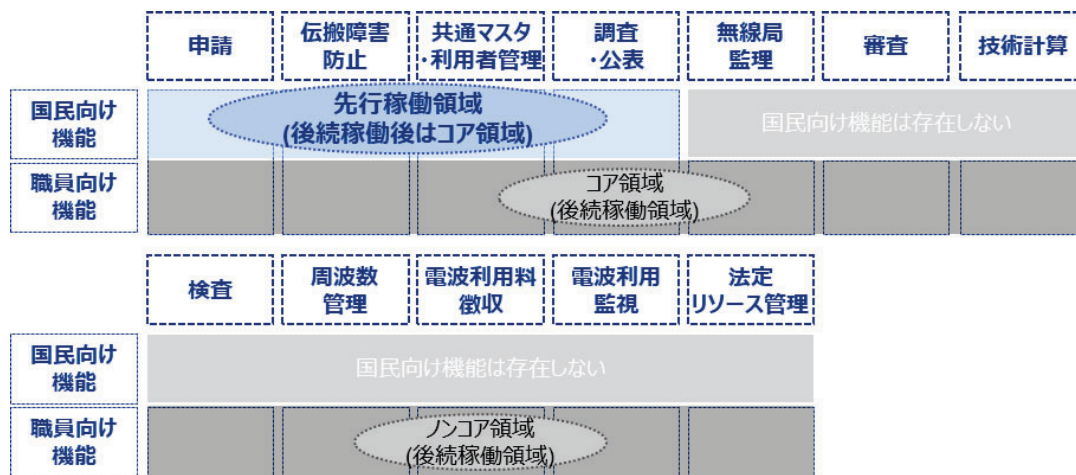 申請
伝搬障害
防止
共通マスタ
・利用者管理
調査
・公表
無線局
監理
審査
技術計算
国民向け
機能
先行稼働領域
(後続稼働後はコア領域)
国民向け機能は存在しない
職員向け
機能
コア領域
(後続稼働領域)
検査
周波数
管理
電波利用料
徴収
電波利用
監視
法定
リソース管理
国民向け
機能
国民向け機能は存在しない
職員向け
機能
ノンコア領域
(後続稼働領域)